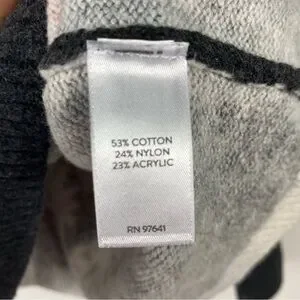 53% COTTON
24% NYLON
23% ACRYLIC
RN 97641